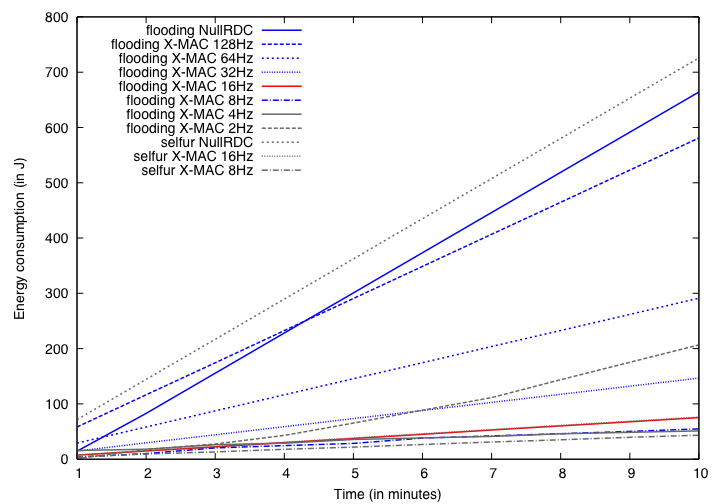 800
700
600
500
400
300
200
100
0
Energy consumption (in J)
flooding NullRDC
flooding X-MAC 128Hz
flooding X-MAC 64Hz
flooding X-MAC 32Hz
flooding X-MAC 16Hz
flooding X-MAC 8Hz
flooding X-MAC 4Hz
flooding X-MAC 2Hz
selfur NullRDC
selfur X-MAC 16Hz
selfur X-MAC 8Hz
1 2 3 4 5 6 7 8 9 10
Time (in minutes)